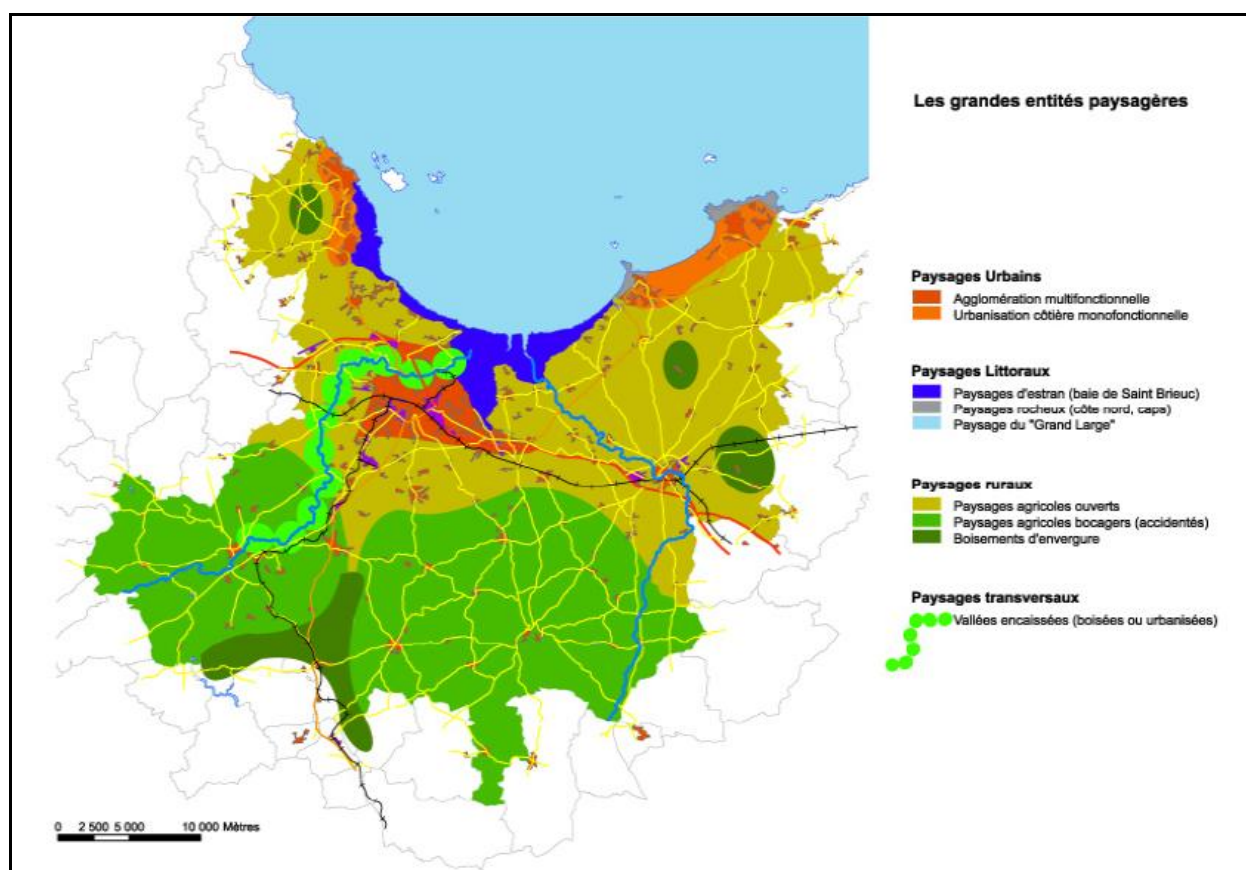 Les grandes entités paysagères
Paysages Urbains
Agglomération multifonctionnelle
Urbanisation côtière monofonctionnelle
Paysages Littoraux
Paysages d'estran (baie de Saint Brieuc)
Paysages rocheux (côte nord, caps)
Paysage du "Grand Large"
Paysages ruraux
Paysages agricoles ouverts
Paysages agricoles bocagers (accidentés)
Boisements d'envergure
Paysages transversaux
Vallées encaissées (boisées ou urbanisées)
0 2 500 5 000 10 000 Mètres